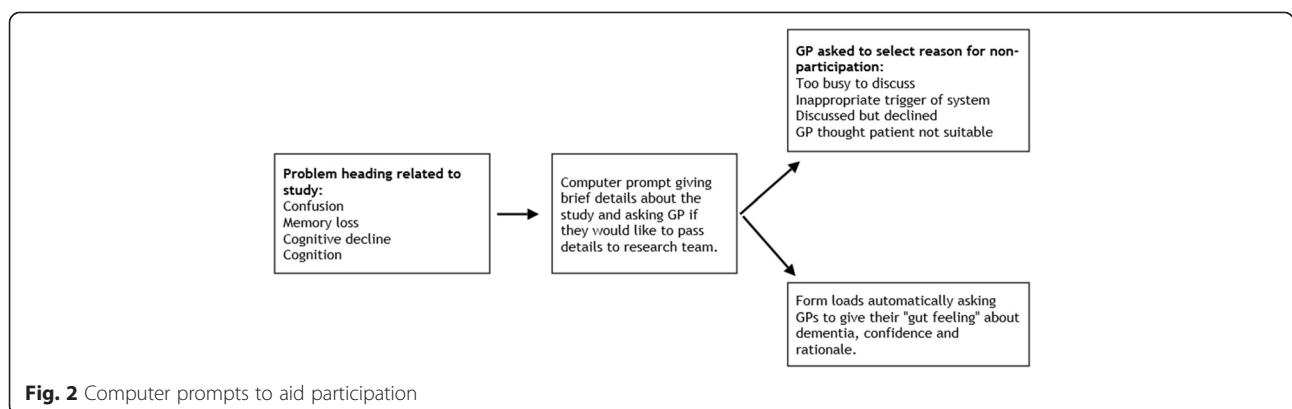 Problem heading related to
study:
Confusion
Memory loss
Cognitive decline
Cognition
Computer prompt giving
brief details about the
study and asking GP if
they would like to pass
details to research team.
GP asked to select reason for non-
participation:
Too busy to discuss
Inappropriate trigger of system
Discussed but declined
GP thought patient not suitable
Form loads automatically asking
GPs to give their "gut feeling" about
dementia, confidence and
rationale.
Fig. 2 Computer prompts to aid participation